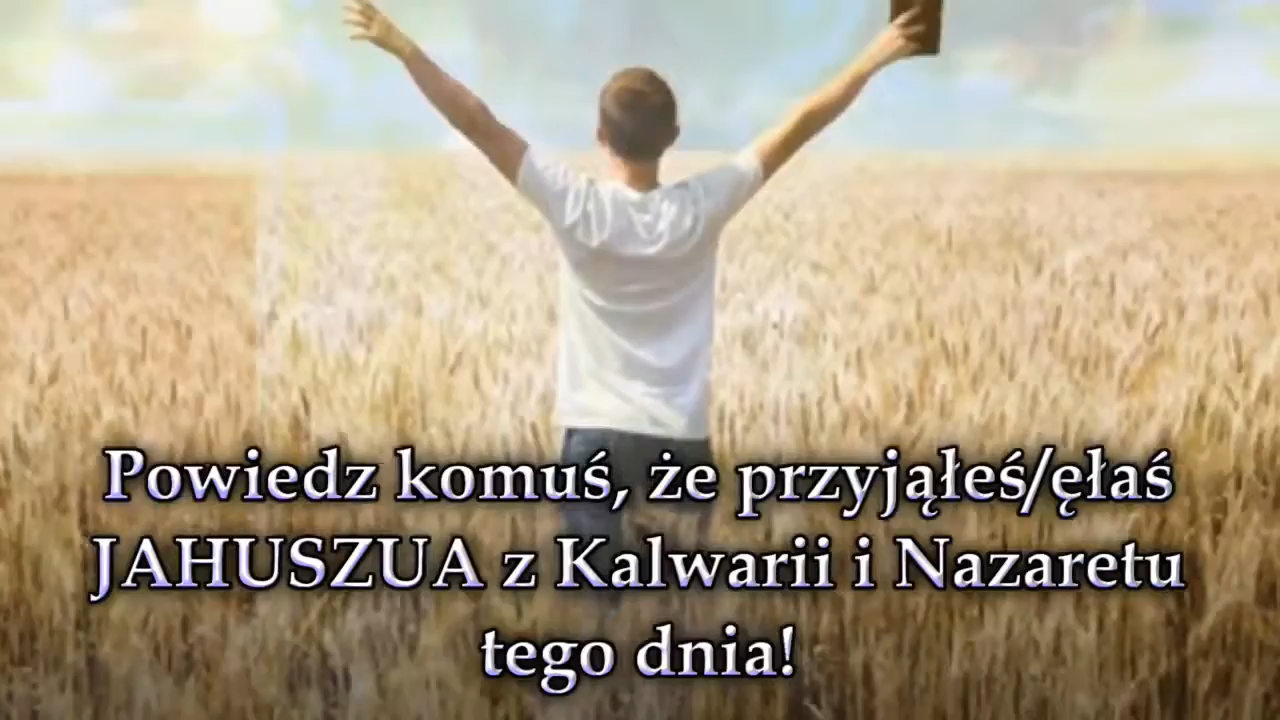 Powiedz komuś, że przyjąłeś/ęłaś
JAHUSZUA z Kalwarii i Nazaretu
tego dnia!